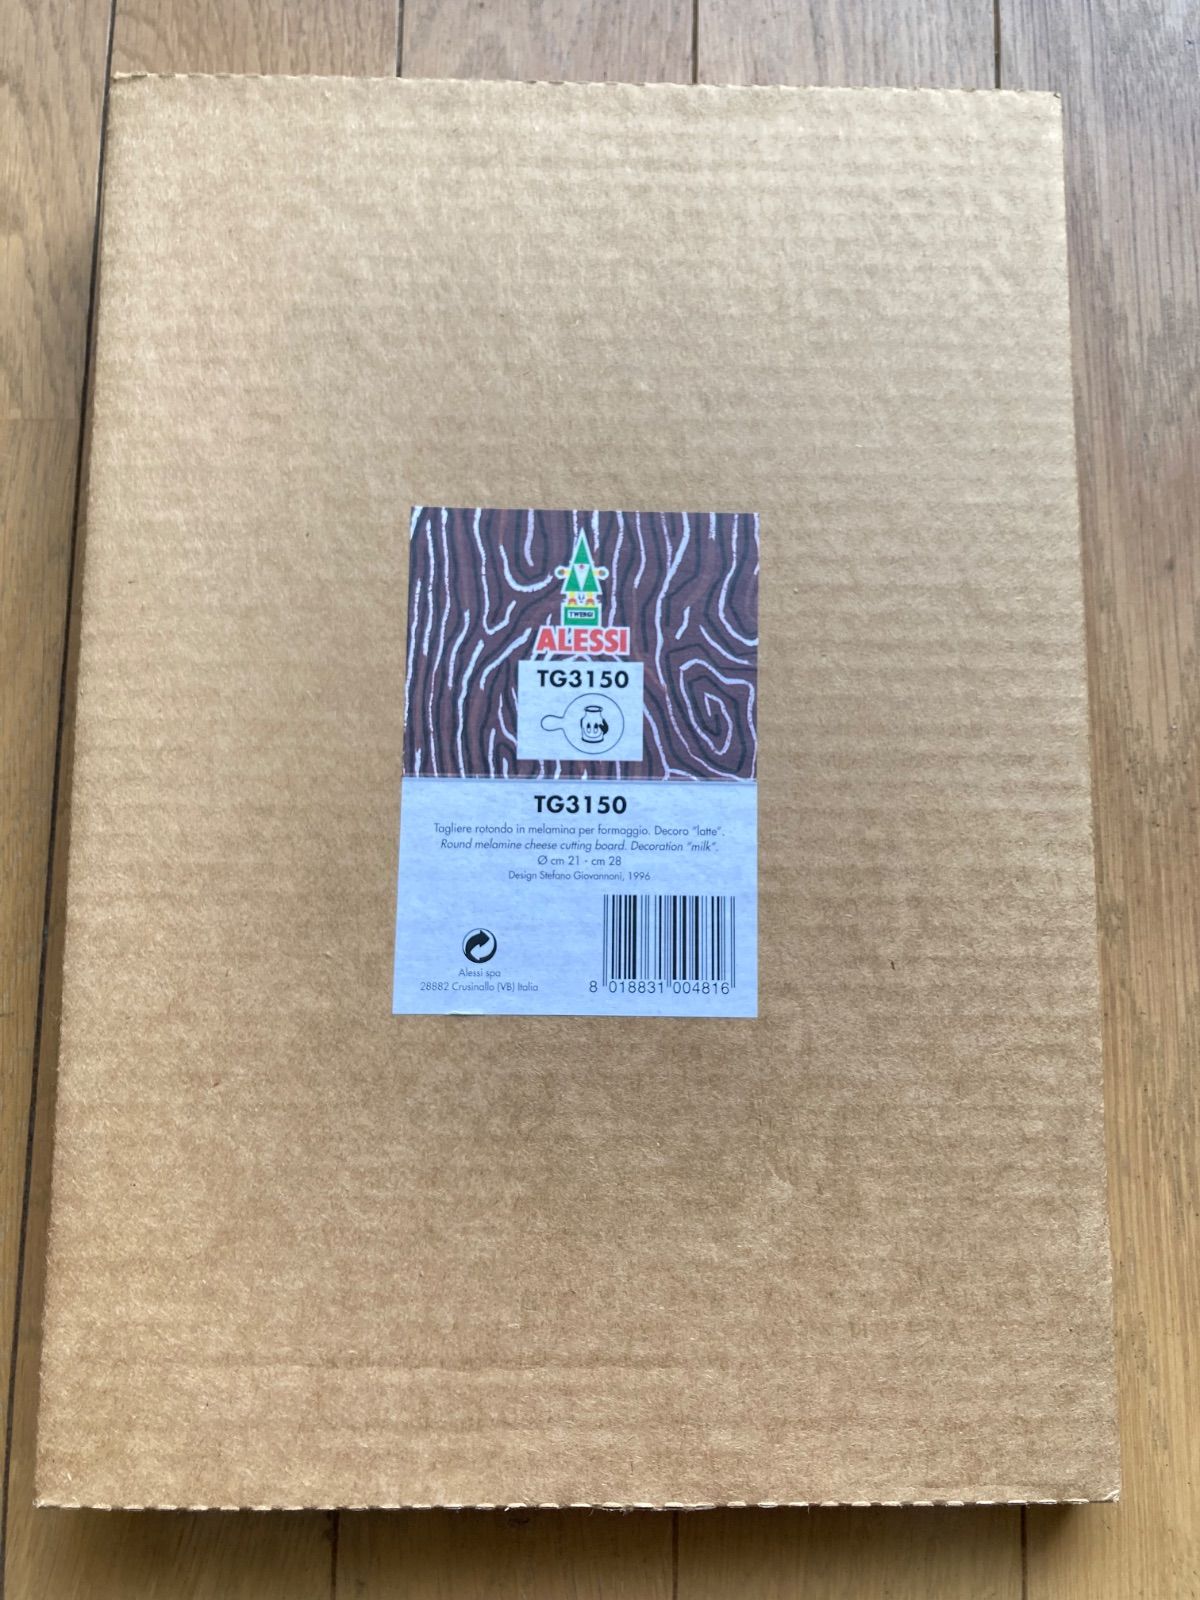 TWERGI
ALESSI
TG3150
TG3150
Tagliere rotondo in melamina per formaggio. Decoro "latte".
Round melamine cheese cutting board. Decoration "milk".
Ø cm 21 - cm 28
Design Stefano Giovannoni, 1996
Alessi spa
28882 Crusinallo (VB) Italia
8 018831 004816